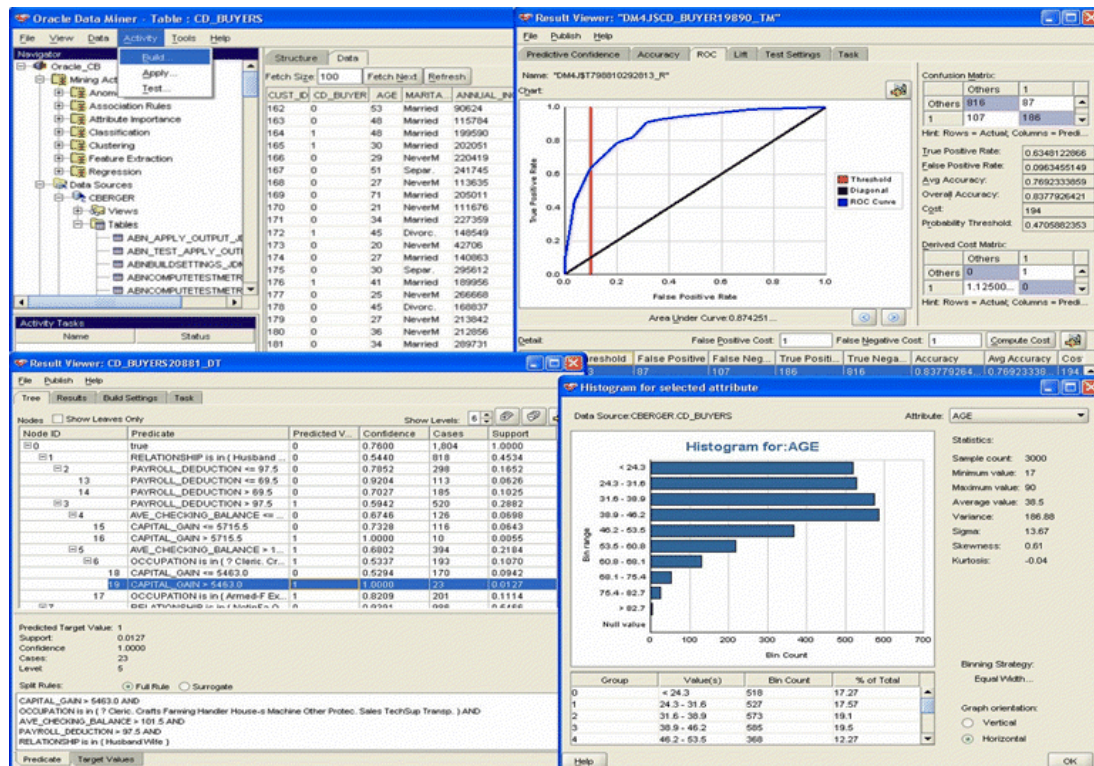 Oracle Data Miner - Table : CD_BUYERS
File View Data Activity Tools Help
Navigator
Build...
Apply...
Test...
Oracle_CB
Mining Act
Anom
Association Rules
Attribute Importance
Classification
Clustering
Feature Extraction
Regression
Data Sources
CBERGER
Views
Tables
ABN_APPLY_OUTPUT_J
ABN_TEST_APPLY_OUT
ABNBUILDSETTINGS_JDM
ABNCOMPUTETESTMETR
ABNCOMPUTETESTMETR
Activity Tasks
Name Status
Structure Data
Fetch Size: 100 Fetch Next Refresh
CUST_ID CD_BUYER AGE MARITA... ANNUAL_INC
162 0 53 Married 90624
163 0 48 Married 115784
164 1 48 Married 199590
165 1 30 Married 202051
166 0 29 NeverM 220419
167 0 51 Separ. 241745
168 0 27 NeverM 113635
169 0 71 Married 205011
170 0 21 NeverM 111676
171 0 34 Married 227359
172 1 45 Divorc. 148549
173 0 20 NeverM 42706
174 0 27 Married 140863
175 0 30 Separ. 295612
176 1 41 Married 189956
177 0 25 NeverM 266668
178 0 45 Divorc. 168837
179 0 27 NeverM 213842
180 0 36 NeverM 212856
181 0 34 Married 289731
Result Viewer: "DM4J$CD_BUYER19890_TM"
File Publish Help
Predictive Confidence Accuracy ROC Lift Test Settings Task
Name: "DM4J$T798810292813_R"
Chart:
True Positive Rate
1.0
0.8
0.6
0.4
0.2
0.0
0.0 0.2 0.4 0.6 0.8 1.0
False Positive Rate
Threshold
Diagonal
ROC Curve
Area Under Curve:0.874251...
Confusion Matrix:
Others 1
Others 816 87
1 107 186
Hint: Rows = Actual; Columns = Predi...
True Positive Rate: 0.6348122866
False Positive Rate: 0.0963455149
Avg Accuracy: 0.7692333859
Overall Accuracy: 0.8377926421
Cost: 194
Probability Threshold: 0.4705882353
Derived Cost Matrix:
Others 1
Others 0 1
1 1.12500... 0
Hint: Rows = Actual; Columns = Predi...
Detail: False Positive Cost: 1 False Negative Cost: 1 Compute Cost
reshold False Positive False Neg... True Positi... True Nega... Accuracy Avg Accuracy Cos
3 87 107 186 816 0.83779264... 0.76923338... 194
Result Viewer: CD_BUYERS20881_DT
File Publish Help
Tree Results Build Settings Task
Nodes Show Leaves Only Show Levels: 6
Node ID Predicate Predicted V... Confidence Cases Support
0 true 0 0.7600 1,804 1.0000
1 RELATIONSHIP is in ( Husband ... 0 0.5440 818 0.4534
2 PAYROLL_DEDUCTION <= 97.5 0 0.7852 298 0.1652
13 PAYROLL_DEDUCTION <= 69.5 0 0.9204 113 0.0626
14 PAYROLL_DEDUCTION > 69.5 0 0.7027 185 0.1025
3 PAYROLL_DEDUCTION > 97.5 1 0.5942 520 0.2882
4 AVE_CHECKING_BALANCE <= ... 0 0.6746 126 0.0698
15 CAPITAL_GAIN <= 5715.5 0 0.7328 116 0.0643
16 CAPITAL_GAIN > 5715.5 1 1.0000 10 0.0055
5 AVE_CHECKING_BALANCE > 1... 1 0.6802 394 0.2184
6 OCCUPATION is in ( ? Cleric. Cr... 1 0.5337 193 0.1070
18 CAPITAL_GAIN <= 5463.0 0 0.5294 170 0.0942
19 CAPITAL_GAIN > 5463.0 1 1.0000 23 0.0127
17 OCCUPATION is in ( Armed-F Ex... 1 0.8209 201 0.1114
Predicted Target Value: 1
Support: 0.0127
Confidence 1.0000
Cases: 23
Level: 5
Split Rules: Full Rule Surrogate
CAPITAL_GAIN > 5463.0 AND
OCCUPATION is in ( ? Cleric. Crafts Farming Handler House-s Machine Other Protec. Sales TechSup Transp. ) AND
AVE_CHECKING_BALANCE > 101.5 AND
PAYROLL_DEDUCTION > 97.5 AND
RELATIONSHIP is in ( Husband Wife )
Predicate Target Values
Histogram for selected attribute
Data Source:CBERGER.CD_BUYERS Attribute: AGE
Histogram for:AGE
Bin range
< 24.3
24.3 - 31.6
31.6 - 38.9
38.9 - 46.2
46.2 - 53.5
53.5 - 60.8
60.8 - 68.1
68.1 - 75.4
75.4 - 82.7
> 82.7
Null value
0 100 200 300 400 500 600 700
Bin Count
Statistics:
Sample count: 3000
Minimum value: 17
Maximum value: 90
Average value: 38.5
Variance: 186.88
Sigma: 13.67
Skewness: 0.61
Kurtosis: -0.04
Group Value(s) Bin Count % of Total
0 < 24.3 518 17.27
1 24.3 - 31.6 527 17.57
2 31.6 - 38.9 573 19.1
3 38.9 - 46.2 585 19.5
4 46.2 - 53.5 368 12.27
Binning Strategy:
Equal Width...
Graph orientation:
Vertical
Horizontal
Help OK